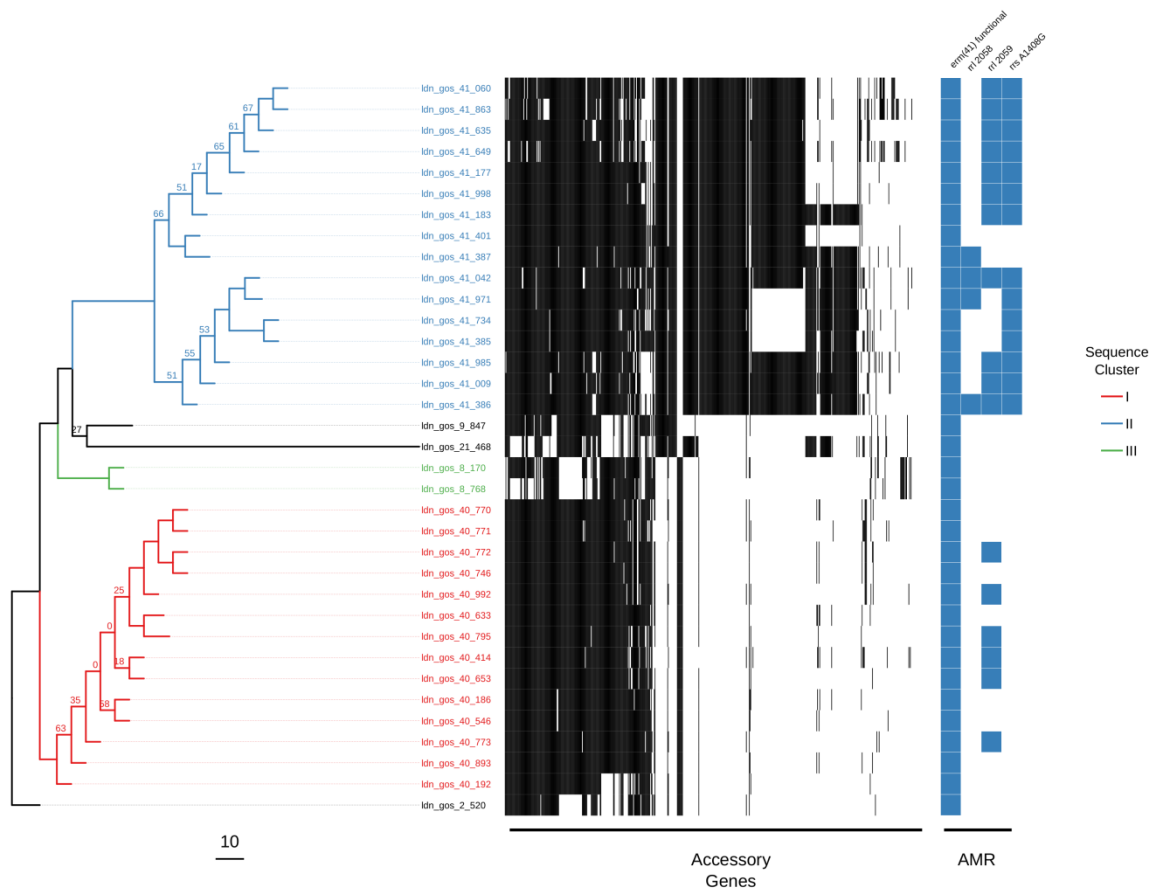 erm(41) functional
rrl 2058
rrl 2059
rrs A1408G
ldn_gos_41_060
67
ldn_gos_41_863
61
ldn_gos_41_635
65
ldn_gos_41_649
17
ldn_gos_41_177
51
ldn_gos_41_998
66
ldn_gos_41_183
ldn_gos_41_401
ldn_gos_41_387
ldn_gos_41_042
ldn_gos_41_971
ldn_gos_41_734
53
ldn_gos_41_385
55
ldn_gos_41_985
51
ldn_gos_41_009
ldn_gos_41_386
ldn_gos_9_847
27
ldn_gos_21_468
ldn_gos_8_170
ldn_gos_8_768
ldn_gos_40_770
ldn_gos_40_771
ldn_gos_40_772
ldn_gos_40_746
25
ldn_gos_40_992
ldn_gos_40_633
0
ldn_gos_40_795
18
ldn_gos_40_414
0
ldn_gos_40_653
35
58
ldn_gos_40_186
ldn_gos_40_546
63
ldn_gos_40_773
ldn_gos_40_893
ldn_gos_40_192
ldn_gos_2_520
10
Accessory
Genes
AMR
Sequence
Cluster
I
II
III